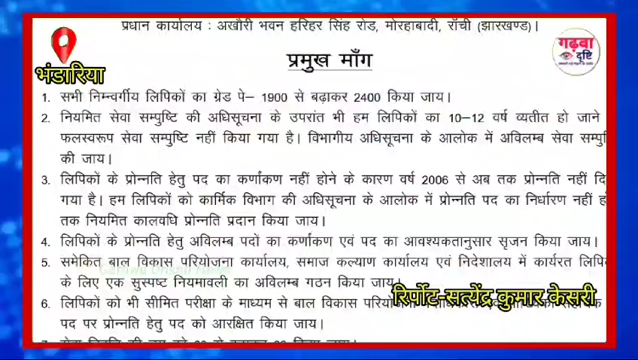 प्रधान कार्यालय : अखौरी भवन हरिहर सिंह रोड, मोरहाबादी, राँची (झारखण्ड)।
गढ़वा
दृष्टि
प्रमुख माँग
भंडारिया
1. सभी निम्नवर्गीय लिपिकों का ग्रेड पे– 1900 से बढ़ाकर 2400 किया जाय।
2. नियमित सेवा सम्पुष्टि की अधिसूचना के उपरांत भी हम लिपिकों का 10–12 वर्ष व्यतीत हो जाने
फलस्वरूप सेवा सम्पुष्टि नहीं किया गया है। विभागीय अधिसूचना के आलोक में अविलम्ब सेवा सम्पु
की जाय।
3. लिपिकों के प्रोन्नति हेतु पद का कर्णांकण नहीं होने के कारण वर्ष 2006 से अब तक प्रोन्नति नहीं दि
गया है। हम लिपिकों को कार्मिक विभाग की अधिसूचना के आलोक में प्रोन्नति पद का निर्धारण नहीं ह
तक नियमित कालवधि प्रोन्नति प्रदान किया जाय।
4. लिपिकों के प्रोन्नति हेतु अविलम्ब पदों का कर्णांकण एवं पद का आवश्यकतानुसार सृजन किया जाय।
5. समेकित बाल विकास परियोजना कार्यालय, समाज कल्याण कार्यालय एवं निदेशालय में कार्यरत लिपि
के लिए एक सुस्पष्ट नियमावली का अविलम्ब गठन किया जाय।
रिर्पोट-सत्येंद्र कुमार केसरी
6. लिपिकों को भी सीमित परीक्षा के माध्यम से बाल विकास
पद पर प्रोन्नति हेतु पद को आरक्षित किया जाय।